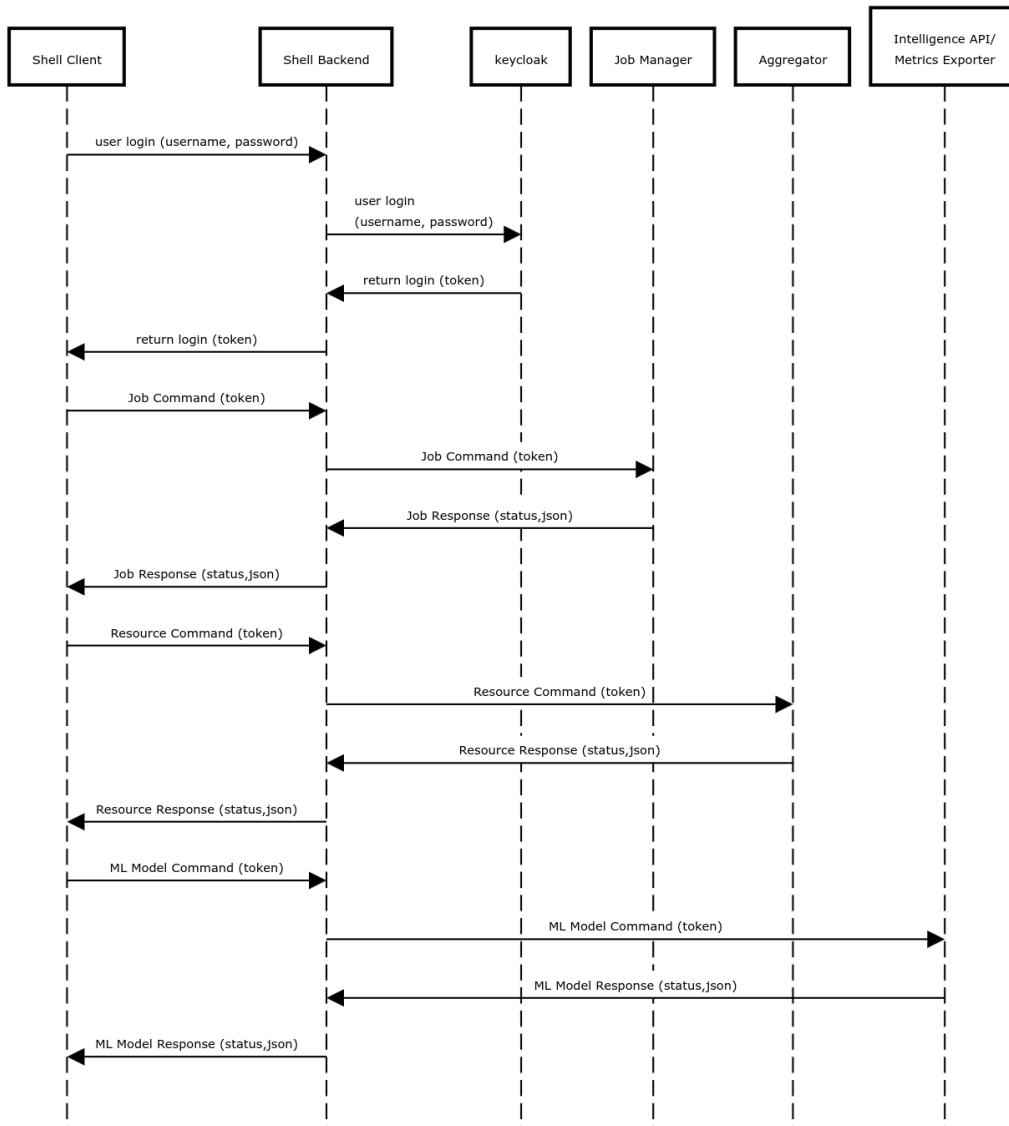 Shell Client
Shell Backend
keycloak
Job Manager
Aggregator
Intelligence API/
Metrics Exporter
user login (username, password)
user login
(username, password)
return login (token)
return login (token)
Job Command (token)
Job Command (token)
Job Response (status,json)
Job Response (status,json)
Resource Command (token)
Resource Command (token)
Resource Response (status,json)
Resource Response (status,json)
ML Model Command (token)
ML Model Command (token)
ML Model Response (status,json)
ML Model Response (status,json)